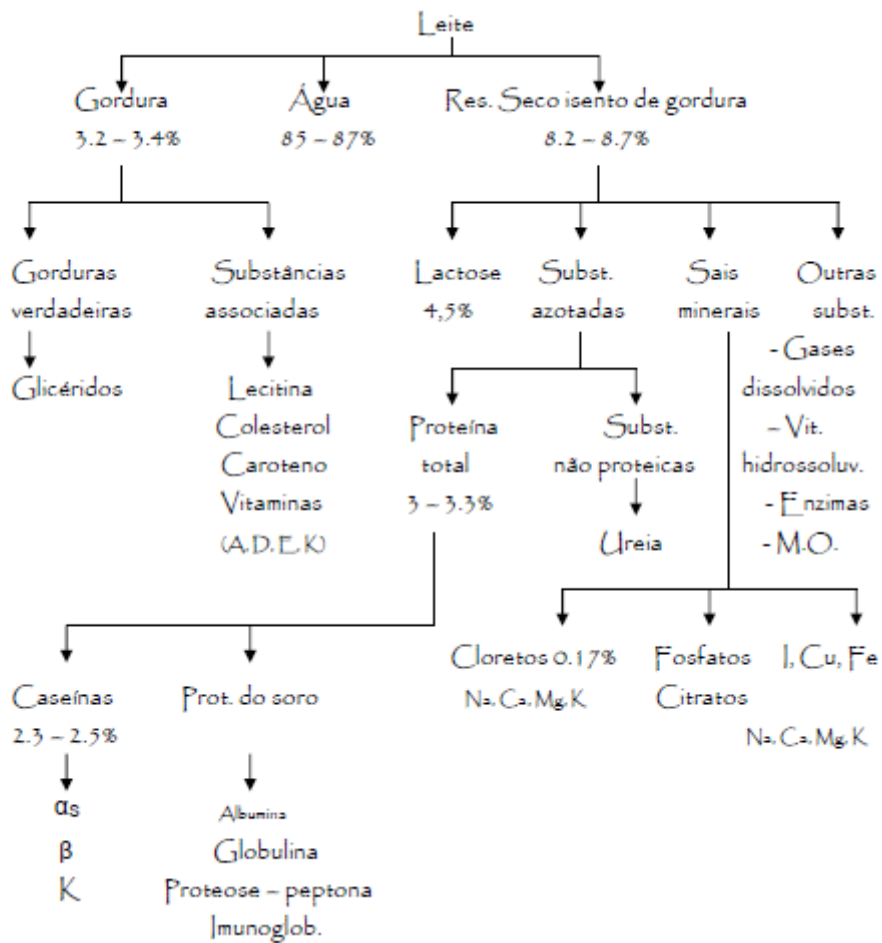 Leite
Gordura Água Res. Seco isento de gordura
3.2 – 3.4% 85 – 87% 8.2 – 8.7%
Gorduras Substâncias Lactose Subst. Sais Outras
verdadeiras associadas 4,5% azotadas minerais subst.
- Gases
Glicéridos Lecitina dissolvidos
Colesterol Proteína Subst. – Vit.
Caroteno total não proteicas hidrossoluv.
Vitaminas 3 – 3.3% - Enzimas
(A, D, E, K) Ureia - M.O.
Cloretos 0.17% Fosfatos I, Cu, Fe
Caseínas Prot. do soro Na, Ca, Mg, K Citratos
2.3 – 2.5% Na, Ca, Mg, K
αs Albumina
β Globulina
K Proteose – peptona
Imunoglob.